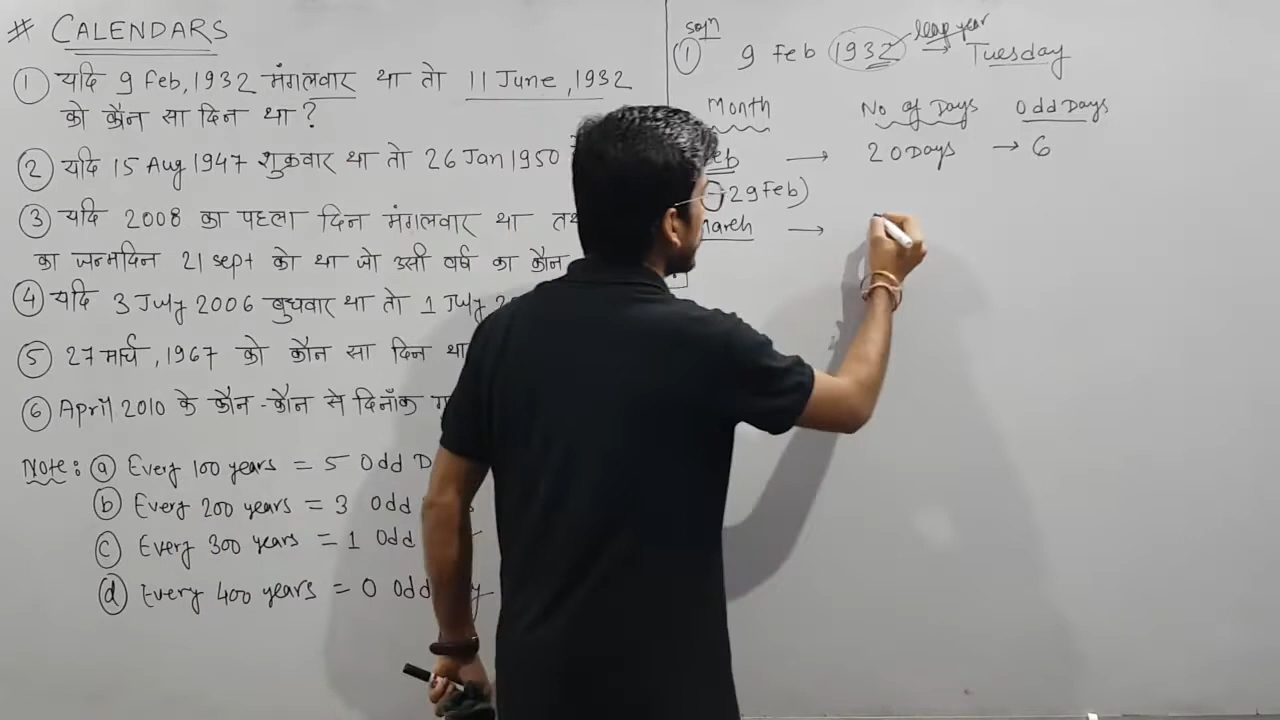 # CALENDARS
① यदि 9 Feb, 1932 मंगलवार था तो 11 June, 1932
को कौन सा दिन था ?
② यदि 15 Aug 1947 शुक्रवार था तो 26 Jan 1950
③ यदि 2008 का पहला दिन मंगलवार था
का जन्मदिन 21 Sept को था जो उसी वर्ष का कौन
④ यदि 3 July 2006 बुधवार था तो 1 July
⑤ 27 मार्च, 1967 को कौन सा दिन था
⑥ April 2010 के कौन-कौन से दिनाँक
Note: ⓐ Every 100 years = 5 Odd D
ⓑ Every 200 years = 3 Odd
ⓒ Every 300 years = 1 Odd
ⓓ Every 400 years = 0 Odd
Soln
① 9 Feb 1932 → Tuesday
leap year
Month No of Days Odd Days
eb → 20 Days → 6
29 Feb)
March →